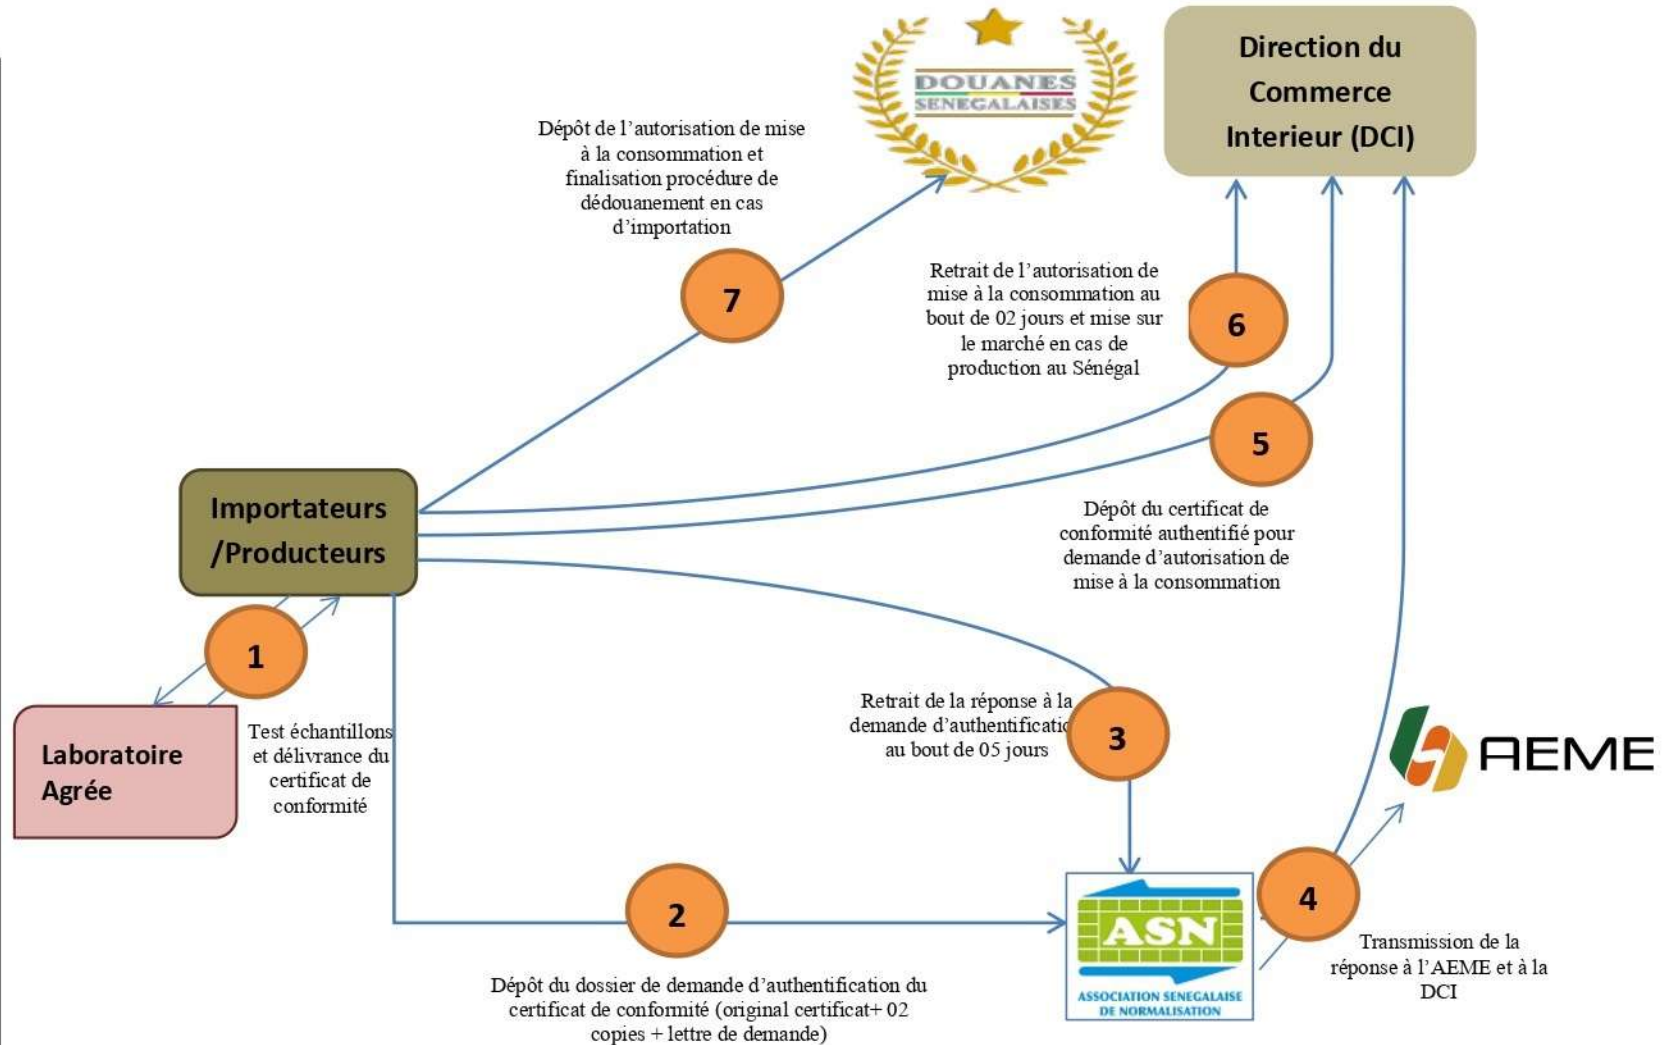 DOUANES
SENEGALAISES
Direction du
Commerce
Interieur (DCI)
Dépôt de l’autorisation de mise
à la consommation et
finalisation procédure de
dédouanement en cas
d’importation
7
Retrait de l’autorisation de
mise à la consommation au
bout de 02 jours et mise sur
le marché en cas de
production au Sénégal
6
5
Dépôt du certificat de
conformité authentifié pour
demande d’autorisation de
mise à la consommation
Importateurs
/Producteurs
1
Laboratoire
Agrée
Test échantillons
et délivrance du
certificat de
conformité
Retrait de la réponse à la
demande d’authentificatio
au bout de 05 jours
3
AEME
2
Dépôt du dossier de demande d’authentification du
certificat de conformité (original certificat+ 02
copies + lettre de demande)
ASN
ASSOCIATION SENEGALAISE
DE NORMALISATION
4
Transmission de la
réponse à l’AEME et à la
DCI